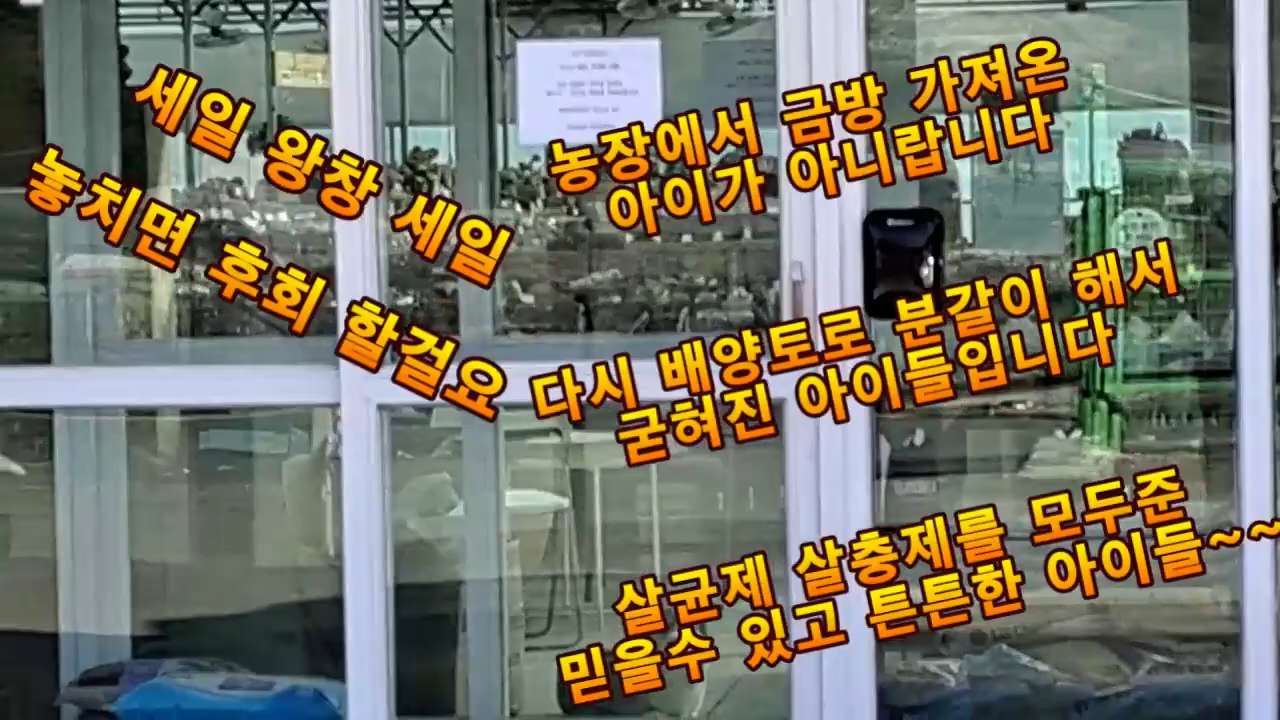 세일 왕창 세일
놓치면 후회 할걸요
농장에서 금방 가져온
아이가 아니랍니다
다시 배양토로 분갈이 해서
굳혀진 아이들입니다
살균제 살충제를 모두준
믿을수 있고 튼튼한 아이들~~